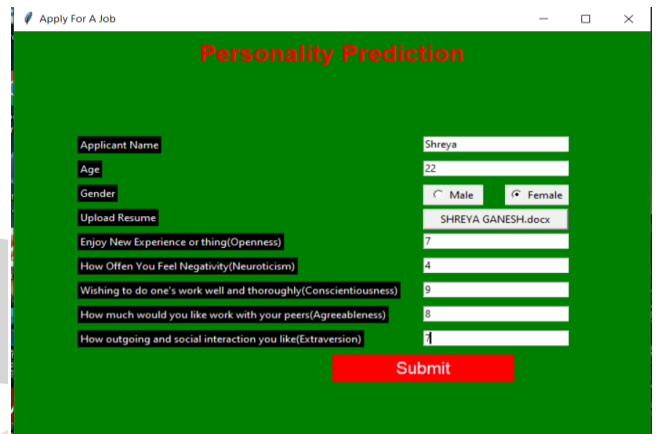 Apply For A Job
Personality Prediction
Applicant Name Shreya
Age 22
Gender Male Female
Upload Resume SHREYA GANESH.docx
Enjoy New Experience or thing(Openness) 7
How Offen You Feel Negativity(Neuroticism) 4
Wishing to do one's work well and thoroughly(Conscientiousness) 9
How much would you like work with your peers(Agreeableness) 8
How outgoing and social interaction you like(Extraversion) 7
Submit